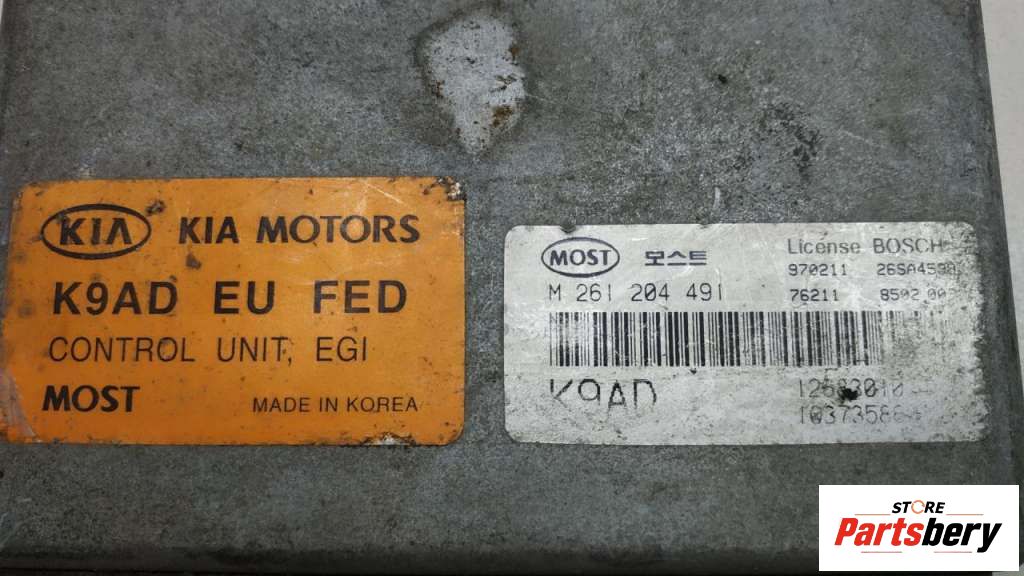 KIA KIA MOTORS
K9AD EU FED
CONTROL UNIT, EGI
MOST MADE IN KOREA
MOST 모스트 License BOSCH
970211
M 261 204 491 76211
K9AD
STORE
Partsbery